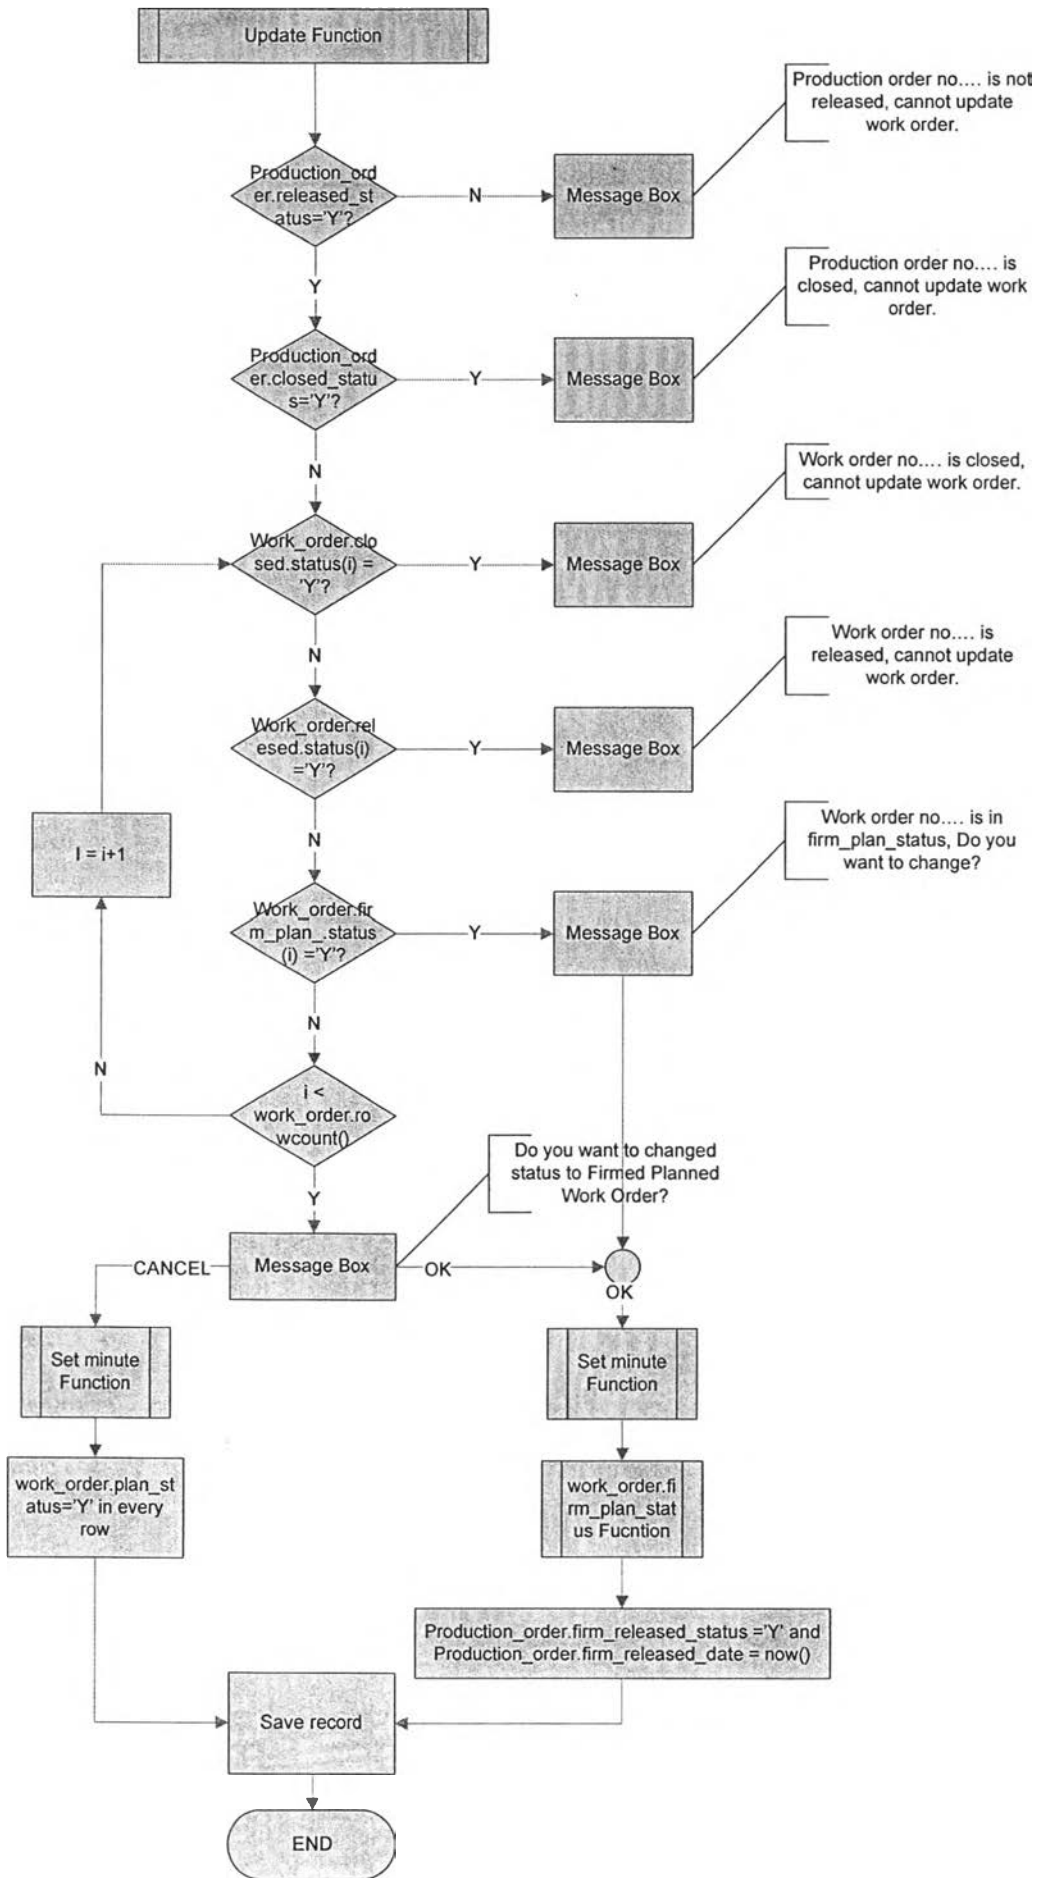 Update Function
Production order no.... is not
released, cannot update
work order.
Production_ord
er.released_st
atus='Y'?
N
Message Box
Y
Production order no.... is
closed, cannot update work
order.
Production_ord
er.closed_statu
s='Y'?
Y
Message Box
N
Work order no.... is closed,
cannot update work order.
Work_order.clo
sed.status(i) =
'Y'?
Y
Message Box
N
Work order no.... is
released, cannot update
work order.
Work_order.rel
esed.status(i)
='Y'?
Y
Message Box
N
I = i+1
Work order no.... is in
firm_plan_status, Do you
want to change?
Work_order.fir
m_plan_.status
(i) ='Y'?
Y
Message Box
N
N
i <
work_order.ro
wcount()
Y
Do you want to changed
status to Firmed Planned
Work Order?
CANCEL
Message Box
OK
OK
Set minute
Function
Set minute
Function
work_order.plan_st
atus='Y' in every
row
work_order.fi
rm_plan_stat
us Fucntion
Production_order.firm_released_status ='Y' and
Production_order.firm_released_date = now()
Save record
END